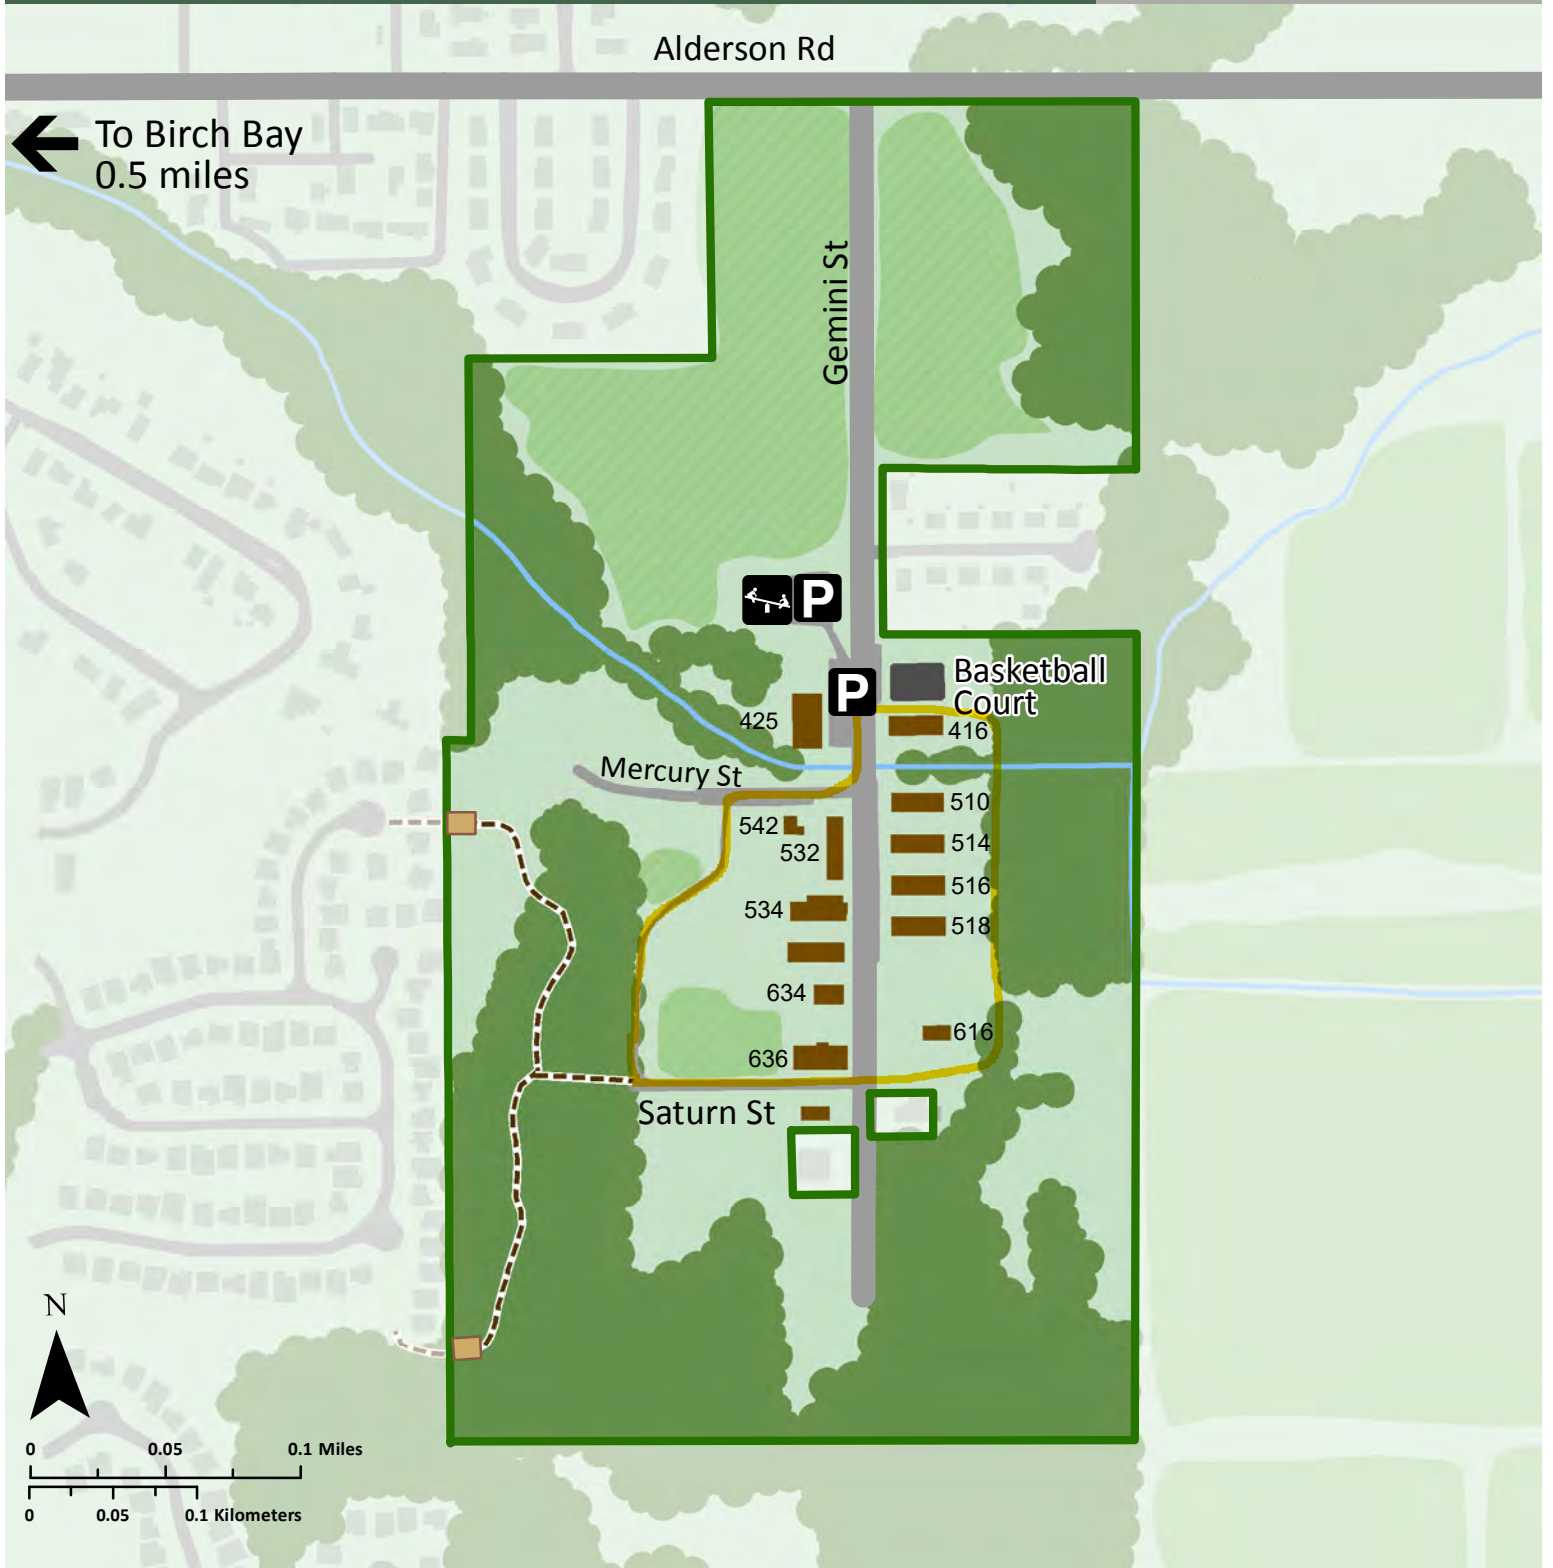 Alderson Rd
To Birch Bay
0.5 miles
Gemini St
P
P
Basketball
Court
425
416
Mercury St
510
542
514
532
516
534
518
634
616
636
Saturn St
N
0 0.05 0.1 Miles
0 0.05 0.1 Kilometers